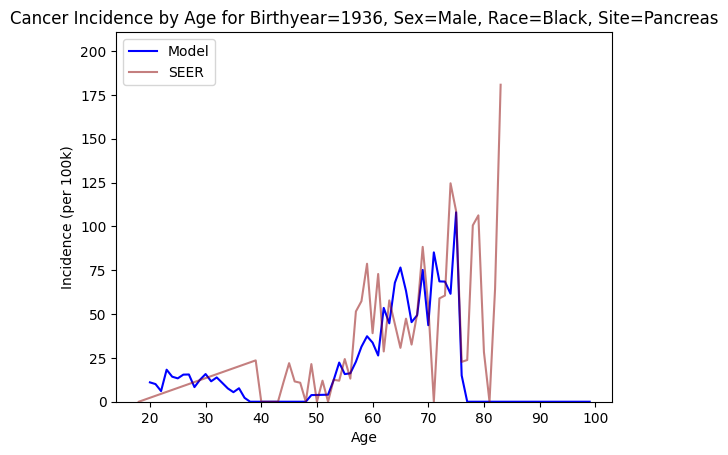 Cancer Incidence by Age for Birthyear=1936, Sex=Male, Race=Black, Site=Pancreas
Model
SEER
Incidence (per 100k)
200
175
150
125
100
75
50
25
0
20 30 40 50 60 70 80 90 100
Age